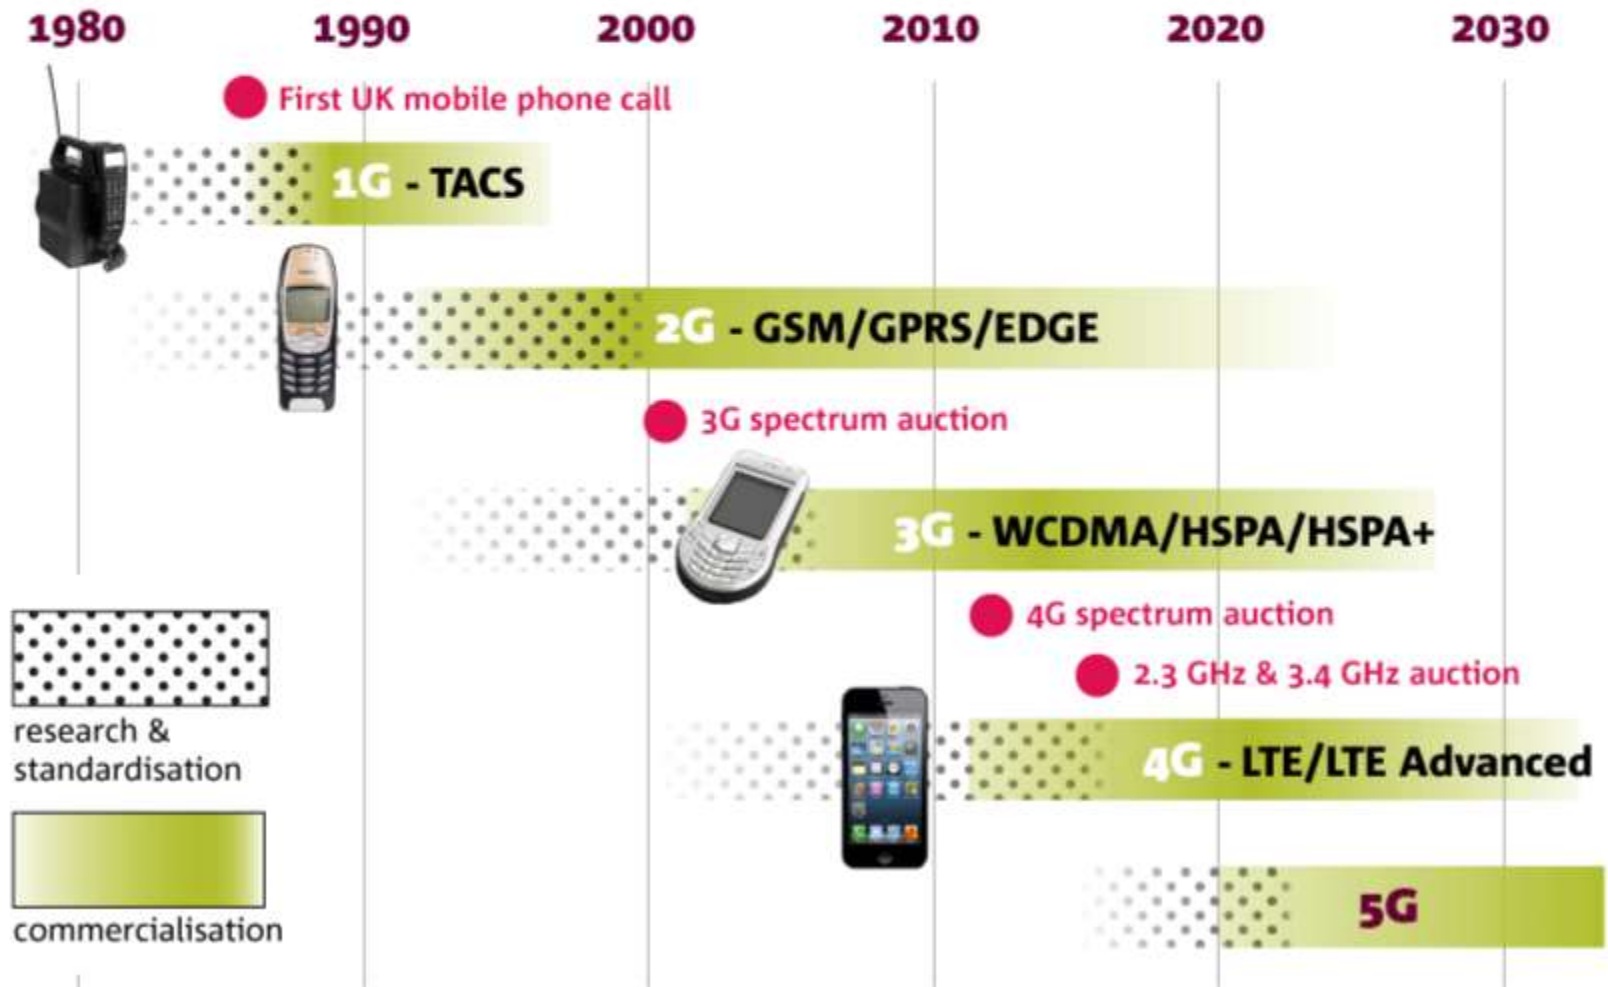 1980 1990 2000 2010 2020 2030
First UK mobile phone call
1G - TACS
2G - GSM/GPRS/EDGE
3G spectrum auction
3G - WCDMA/HSPA/HSPA+
4G spectrum auction
2.3 GHz & 3.4 GHz auction
research &
standardisation
4G - LTE/LTE Advanced
5G
commercialisation